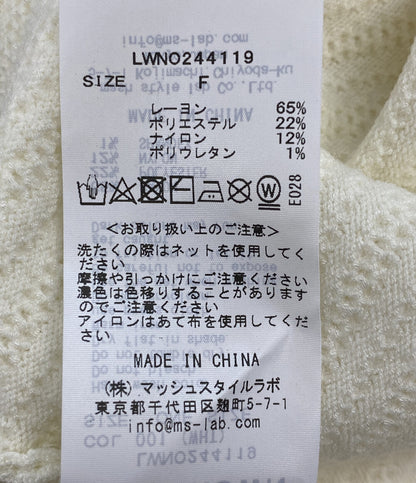 LWNO244119
SIZE F
レーヨン 65%
ポリエステル 22%
ナイロン 12%
ポリウレタン 1%
E028
<お取り扱い上のご注意>
洗たくの際はネットを使用してく
ださい
摩擦や引っかけにご注意ください
濃色は色移りすることがあります
のでご注意ください
アイロンはあて布を使用してくだ
さい
MADE IN CHINA
(株)マッシュスタイルラボ
東京都千代田区麹町5-7-1
info@ms-lab.com